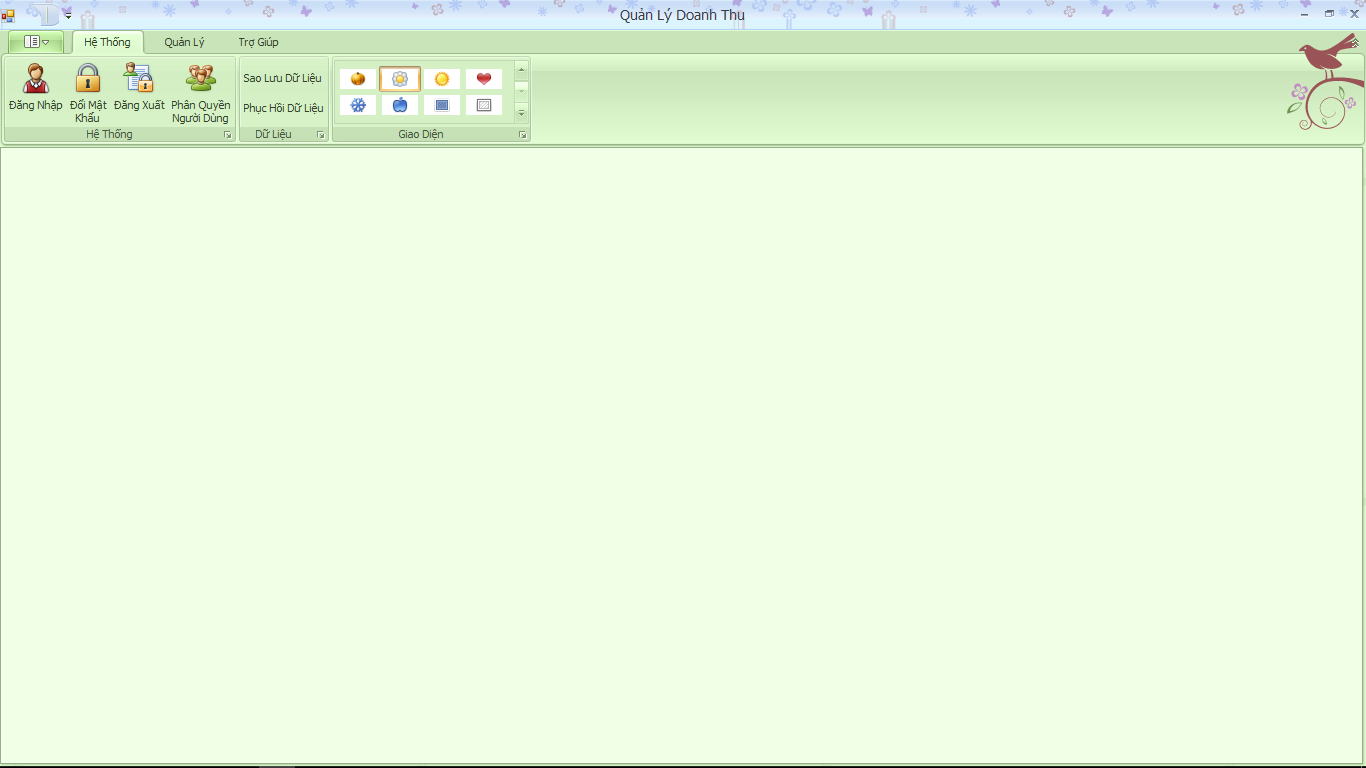 Quản Lý Doanh Thu
Hệ Thống Quản Lý Trợ Giúp
Đăng Nhập
Đổi Mật
Khẩu
Đăng Xuất
Phân Quyền
Người Dùng
Hệ Thống
Sao Lưu Dữ Liệu
Phục Hồi Dữ Liệu
Dữ Liệu
Giao Diện